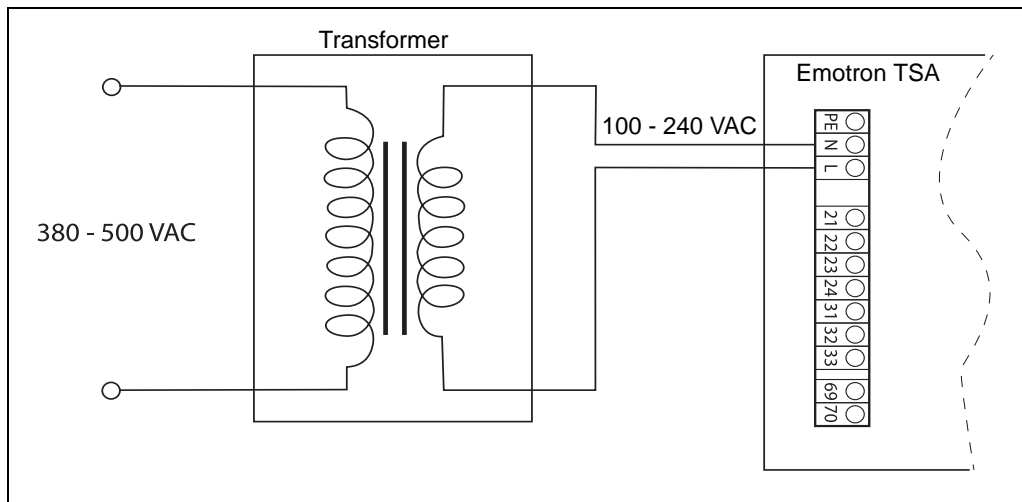 Transformer
Emotron TSA
100 - 240 VAC
380 - 500 VAC
PE
N
L
21
22
23
24
31
32
33
69
70